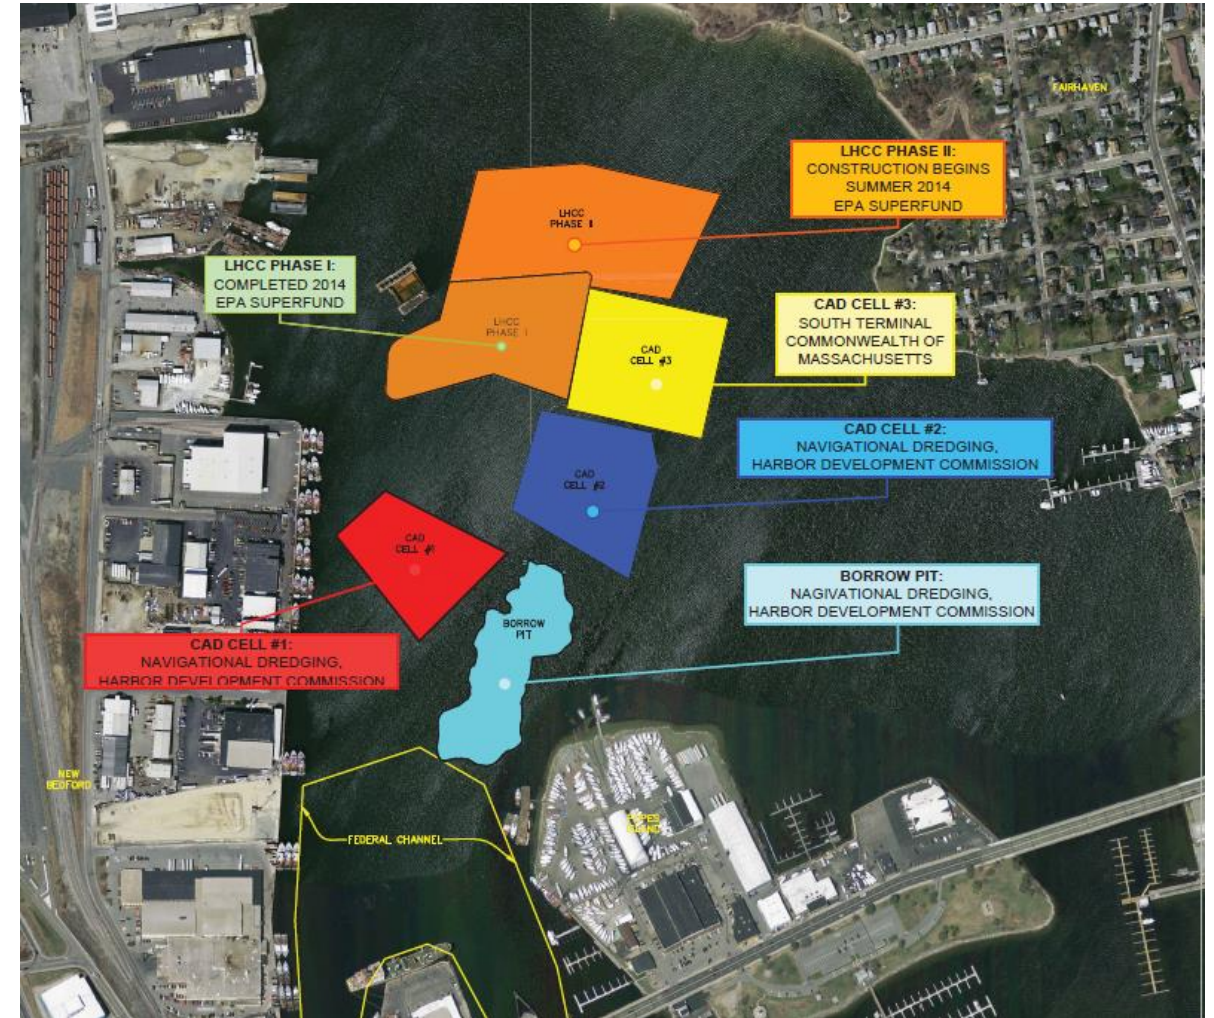 FAIRHAVEN
LHCC PHASE II:
CONSTRUCTION BEGINS
SUMMER 2014
EPA SUPERFUND
LHCC
PHASE II
LHCC PHASE I:
COMPLETED 2014
EPA SUPERFUND
LHCC
PHASE I
CAD CELL #3:
SOUTH TERMINAL
COMMONWEALTH OF
MASSACHUSETTS
CAD
CELL #3
CAD CELL #2:
NAVIGATIONAL DREDGING,
HARBOR DEVELOPMENT COMMISSION
CAD
CELL #2
CAD
CELL #1
BORROW PIT:
NAGIVATIONAL DREDGING,
HARBOR DEVELOPMENT COMMISSION
BORROW
PIT
CAD CELL #1:
NAVIGATIONAL DREDGING,
HARBOR DEVELOPMENT COMMISSION
NEW
BEDFORD
POPES
ISLAND
FEDERAL CHANNEL